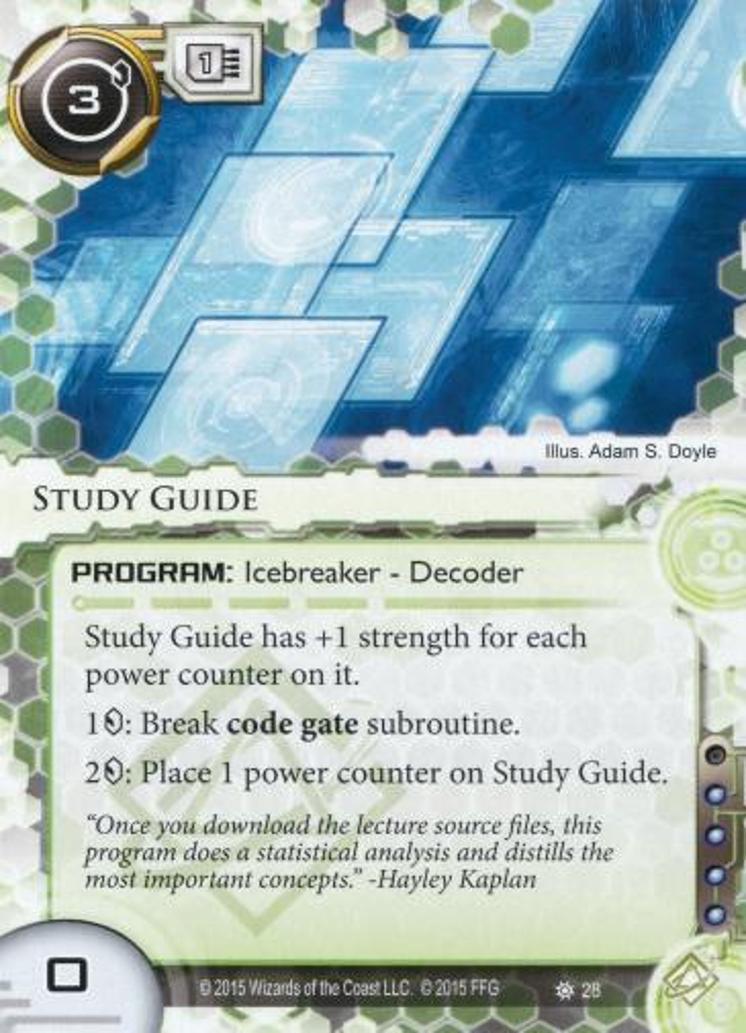 3
1
Illus. Adam S. Doyle
STUDY GUIDE
PROGRAM: Icebreaker - Decoder
Study Guide has +1 strength for each
power counter on it.
1: Break code gate subroutine.
2: Place 1 power counter on Study Guide.
“Once you download the lecture source files, this
program does a statistical analysis and distills the
most important concepts.” -Hayley Kaplan
0
© 2015 Wizards of the Coast LLC. © 2015 FFG 28